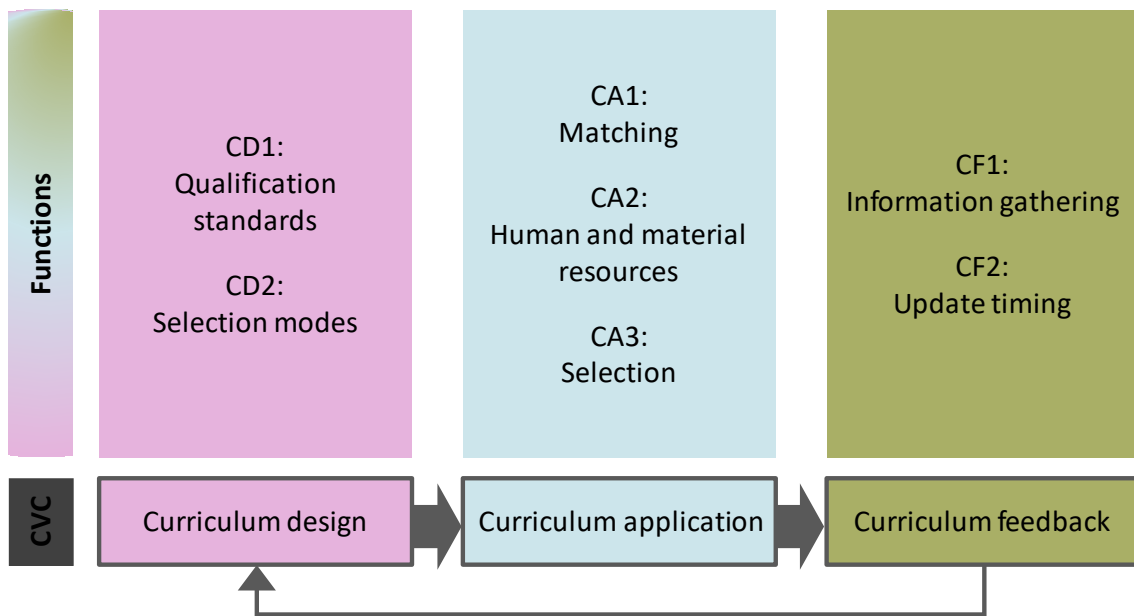 Functions
CD1:
Qualification
standards
CD2:
Selection modes
CA1:
Matching
CA2:
Human and material
resources
CA3:
Selection
CF1:
Information gathering
CF2:
Update timing
CVC
Curriculum design
Curriculum application
Curriculum feedback